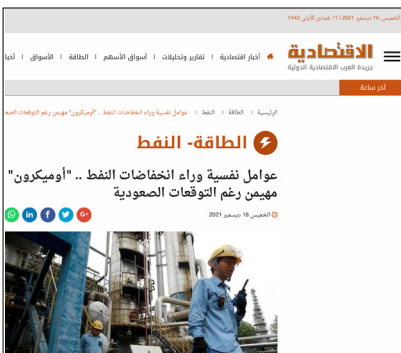 الخميس, 16 ديسمبر 2021 | 11 جمادى الأولى 1443
الاقتصادية
جريدة العرب الاقتصادية الدولية
أخبار اقتصادية | تقارير وتحليلات | أسواق الأسهم | الطاقة | الأسواق |
آخر ساعة
الرئيسية > الطاقة > النفط > عوامل نفسية وراء انخفاضات النفط .. "أوميكرون" مهيمن رغم التوقعات
الطاقة- النفط
عوامل نفسية وراء انخفاضات النفط .. "أوميكرون"
مهيمن رغم التوقعات الصعودية
الخميس 16 ديسمبر 2021